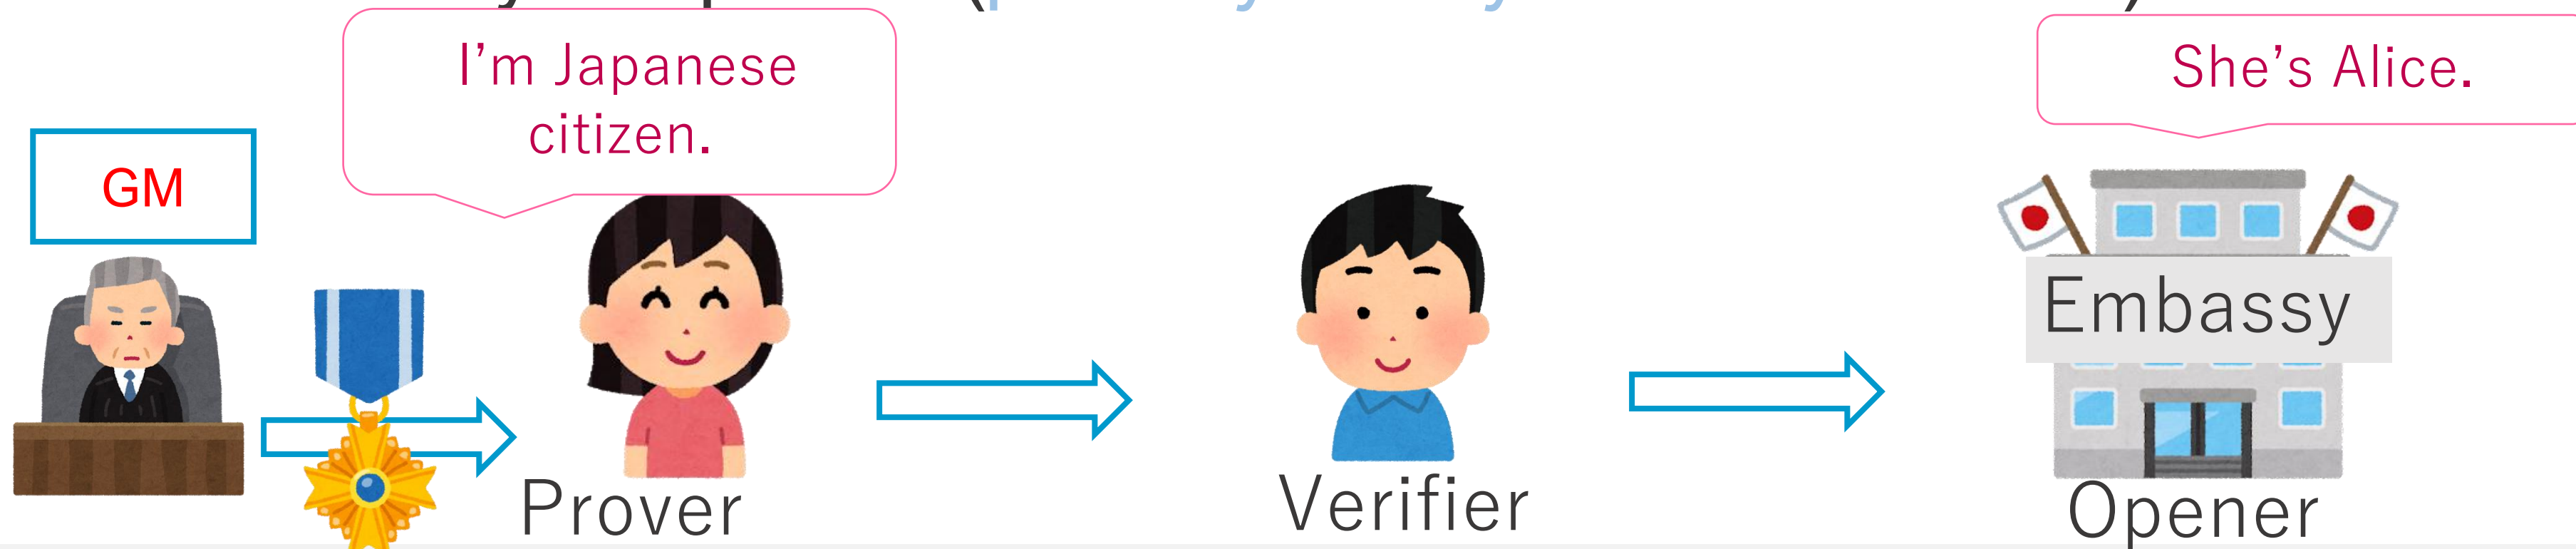 I’m Japanese
citizen.
She’s Alice.
GM
Embassy
Prover
Verifier
Opener